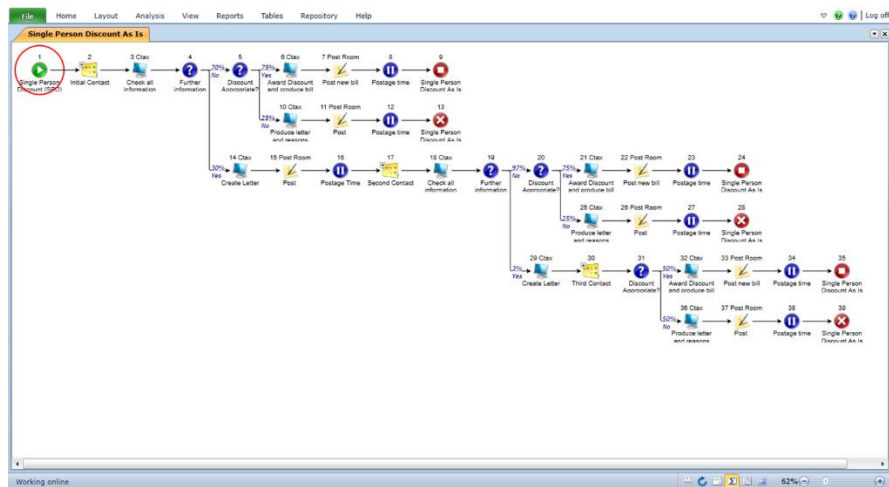 File Home Layout Analysis View Reports Tables Repository Help Log off
Single Person Discount As Is
1 2 3 Ctax 4 5 6 Ctax 7 Post Room 8 9
70% No 75% Yes
Single Person Discount (SPD) Initial Contact Check all information Further information Discount Appropriate? Award Discount and produce bill Post new bill Postage time Single Person Discount As Is
10 Ctax 11 Post Room 12 13
25% No
Produce letter and reasons Post Postage time Single Person Discount As Is
14 Ctax 15 Post Room 16 17 18 Ctax 19 20 21 Ctax 22 Post Room 23 24
30% Yes 97% No 75% Yes
Create Letter Post Postage Time Second Contact Check all information Further information Discount Appropriate? Award Discount and produce bill Post new bill Postage time Single Person Discount As Is
25 Ctax 26 Post Room 27 28
25% No
Produce letter and reasons Post Postage time Single Person Discount As Is
29 Ctax 30 31 32 Ctax 33 Post Room 34 35
3% Yes 50% Yes
Create Letter Third Contact Discount Appropriate? Award Discount and produce bill Post new bill Postage time Single Person Discount As Is
36 Ctax 37 Post Room 38 39
50% No
Produce letter and reasons Post Postage time Single Person Discount As Is
Working online 62%